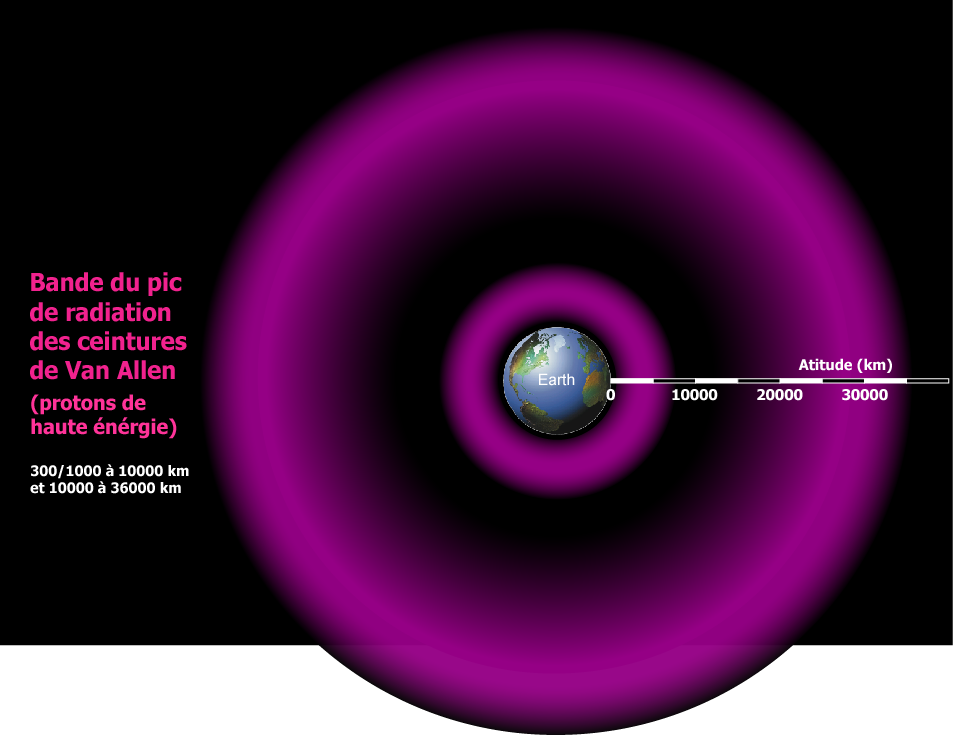 Bande du pic
de radiation
des ceintures
de Van Allen
(protons de
haute énérgie)
300/1000 à 10000 km
et 10000 à 36000 km
Earth
Atitude (km)
0 10000 20000 30000